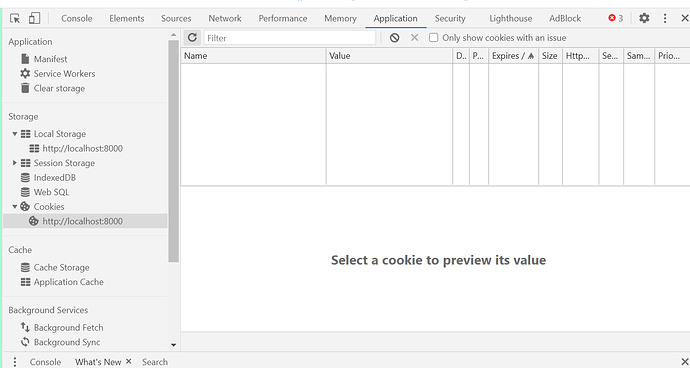 Console Elements Sources Network Performance Memory Application Security Lighthouse AdBlock 3
Application
Manifest
Service Workers
Clear storage
Storage
Local Storage
http://localhost:8000
Session Storage
IndexedDB
Web SQL
Cookies
http://localhost:8000
Cache
Cache Storage
Application Cache
Background Services
Background Fetch
Background Sync
Filter Only show cookies with an issue
Name Value D.. P... Expires / Size Http... Se... Sam... Prio...
Select a cookie to preview its value
Console What's New Search